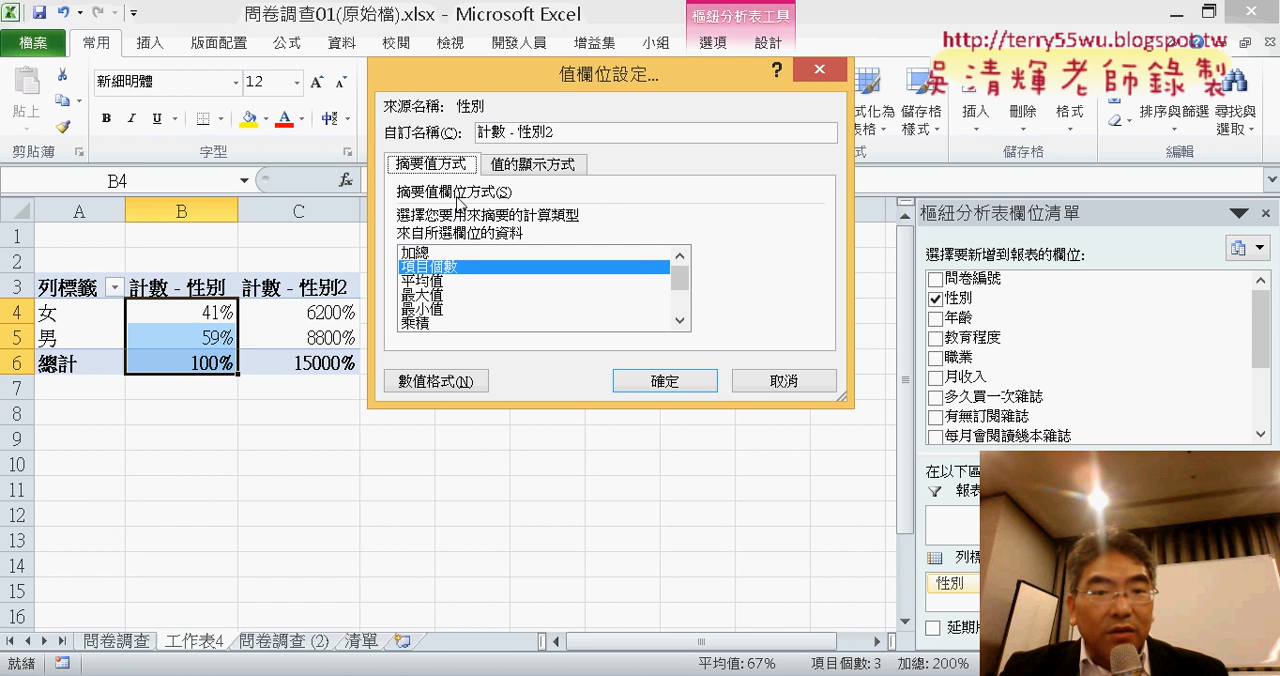 問卷調查01(原始檔).xlsx - Microsoft Excel
樞紐分析表工具
檔案 常用 插入 版面配置 公式 資料 校閱 檢視 開發人員 增益集 小組 選項 設計
http://terry55wu.blogspot.tw
吳清輝老師錄製
貼上
新細明體 12
B I U
剪貼簿 字型
式化為 儲存格 插入 刪除 格式 排序與篩選 尋找與
表格 樣式 選取
式 儲存格 編輯
B4 fx
A B C
1
2
3 列標籤 計數 - 性別 計數 - 性別2
4 女 41% 6200%
5 男 59% 8800%
6 總計 100% 15000%
7
8
9
10
11
12
13
14
15
16
值欄位設定...
來源名稱: 性別
自訂名稱(C): 計數 - 性別2
摘要值方式 值的顯示方式
摘要值欄位方式(S)
選擇您要用來摘要的計算類型
來自所選欄位的資料
加總
項目個數
平均值
最大值
最小值
乘積
數值格式(N) 確定 取消
樞紐分析表欄位清單
選擇要新增到報表的欄位:
問卷編號
性別
年齡
教育程度
職業
月收入
多久買一次雜誌
有無訂閱雜誌
每月會閱讀幾本雜誌
在以下區
報表
列標
性別
延期
問卷調查 工作表4 問卷調查 (2) 清單
就緒 平均值: 67% 項目個數: 3 加總: 200%